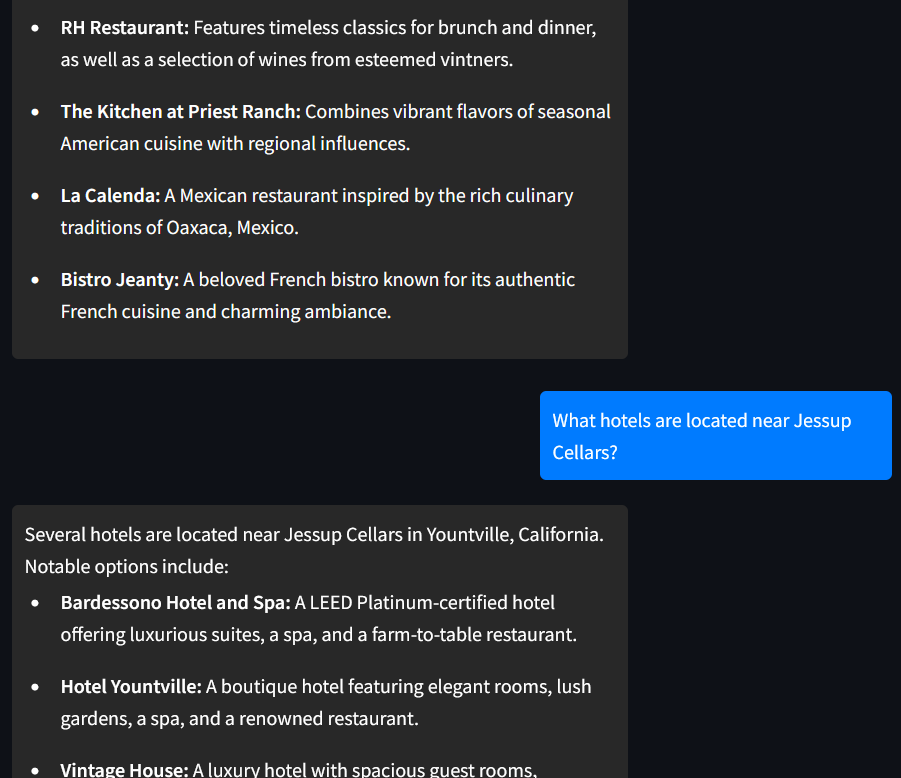 RH Restaurant: Features timeless classics for brunch and dinner,
as well as a selection of wines from esteemed vintners.
The Kitchen at Priest Ranch: Combines vibrant flavors of seasonal
American cuisine with regional influences.
La Calenda: A Mexican restaurant inspired by the rich culinary
traditions of Oaxaca, Mexico.
Bistro Jeanty: A beloved French bistro known for its authentic
French cuisine and charming ambiance.
What hotels are located near Jessup
Cellars?
Several hotels are located near Jessup Cellars in Yountville, California.
Notable options include:
Bardessono Hotel and Spa: A LEED Platinum-certified hotel
offering luxurious suites, a spa, and a farm-to-table restaurant.
Hotel Yountville: A boutique hotel featuring elegant rooms, lush
gardens, a spa, and a renowned restaurant.
Vintage House: A luxury hotel with spacious guest rooms,